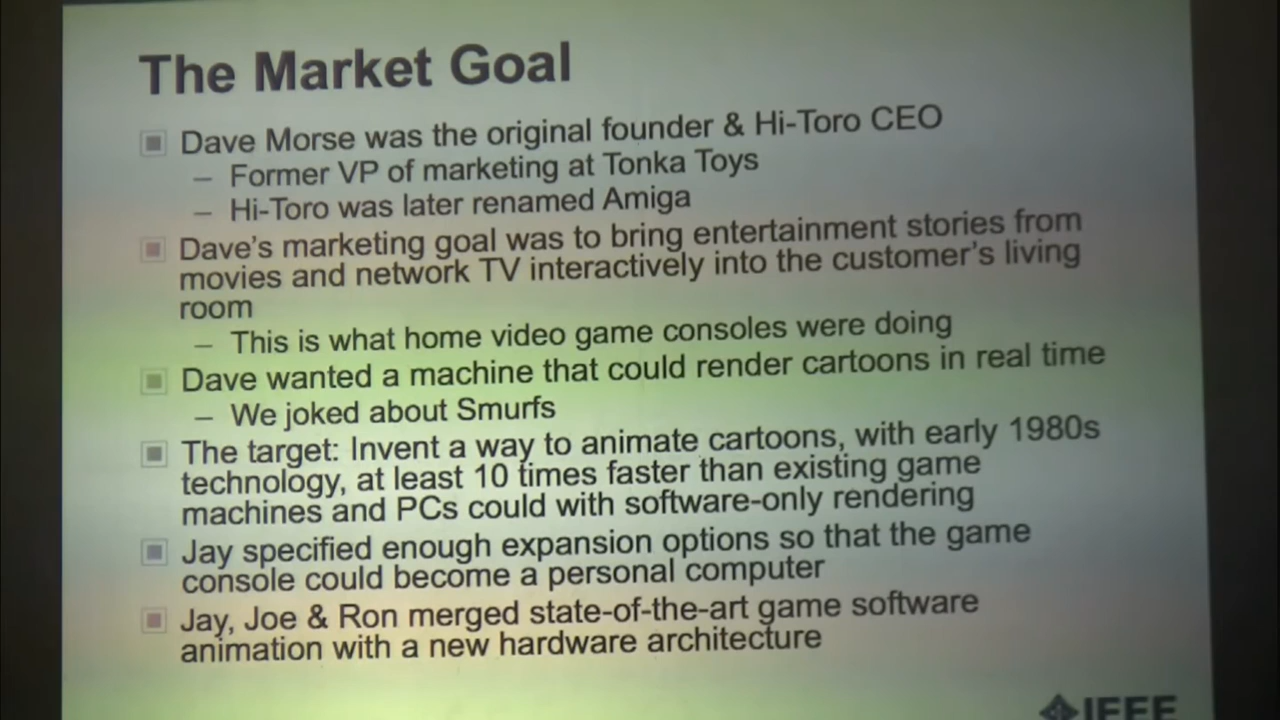 The Market Goal
Dave Morse was the original founder & Hi-Toro CEO
– Former VP of marketing at Tonka Toys
– Hi-Toro was later renamed Amiga
Dave's marketing goal was to bring entertainment stories from
movies and network TV interactively into the customer's living
room
– This is what home video game consoles were doing
Dave wanted a machine that could render cartoons in real time
– We joked about Smurfs
The target: Invent a way to animate cartoons, with early 1980s
technology, at least 10 times faster than existing game
machines and PCs could with software-only rendering
Jay specified enough expansion options so that the game
console could become a personal computer
Jay, Joe & Ron merged state-of-the-art game software
animation with a new hardware architecture
IEEE